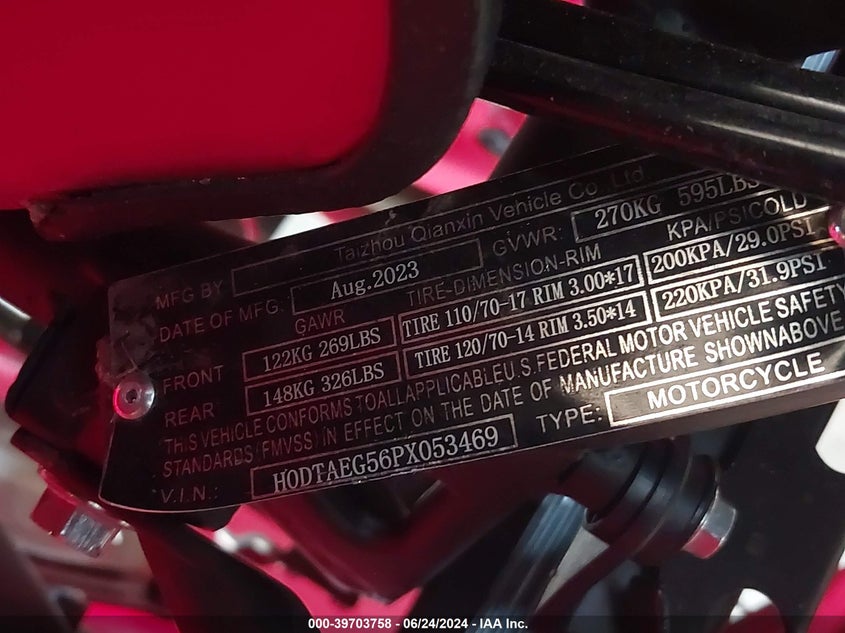 MFG BY Taizhou Qianxin Vehicle Co.,Ltd
DATE OF MFG: Aug.2023 GVWR: 270KG 595LBS
GAWR TIRE-DIMENSION-RIM KPA/PSICOLD
FRONT 122KG 269LBS TIRE 110/70-17 RIM 3.00*17 200KPA/29.0PSI
REAR 148KG 326LBS TIRE 120/70-14 RIM 3.50*14 220KPA/31.9PSI
THIS VEHICLE CONFORMS TOALLAPPLICABLEU.S.FEDERAL MOTOR VEHICLE SAFETY
STANDARDS (FMVSS) IN EFFECT ON THE DATE OF MANUFACTURE SHOWNABOVE
V.I.N.: H0DTAEG56PX053469 TYPE: MOTORCYCLE
000-39703758 - 06/24/2024 - IAA Inc.